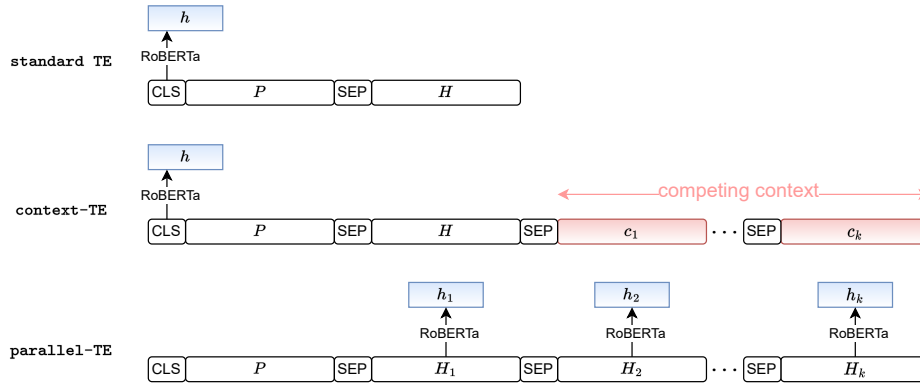 h
RoBERTa
standard TE
CLS P SEP H
h
RoBERTa
competing context
context-TE
CLS P SEP H SEP c₁ ··· SEP cₖ
h₁ h₂ hₖ
RoBERTa RoBERTa RoBERTa
parallel-TE
CLS P SEP H₁ SEP H₂ ··· SEP Hₖ